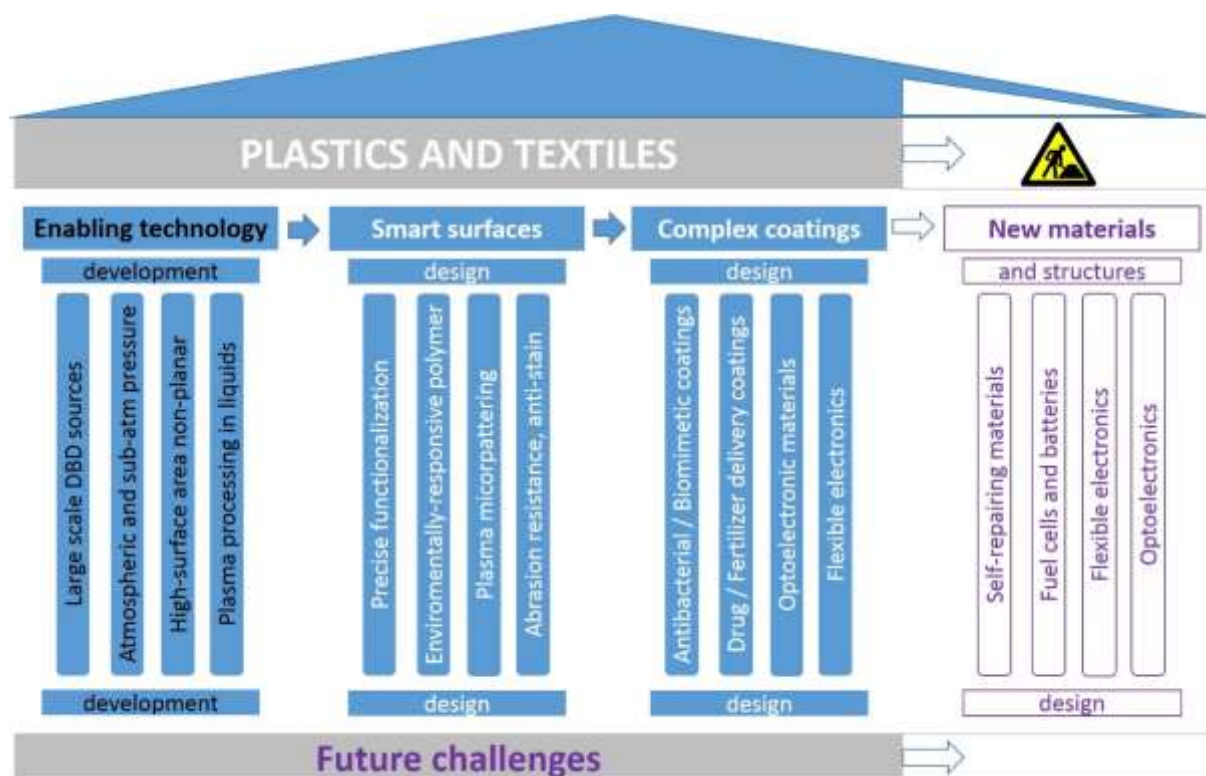 PLASTICS AND TEXTILES
Enabling technology
development
Large scale DBD sources
Atmospheric and sub-atm pressure
High-surface area non-planar
Plasma processing in liquids
development
Smart surfaces
design
Precise functionalization
Enviromentally-responsive polymer
Plasma micorpattering
Abrasion resistance, anti-stain
design
Complex coatings
design
Antibacterial / Biomimetic coatings
Drug / Fertilizer delivery coatings
Optoelectronic materials
Flexible electronics
design
New materials
and structures
Self-repairing materials
Fuel cells and batteries
Flexible electronics
Optoelectronics
design
Future challenges